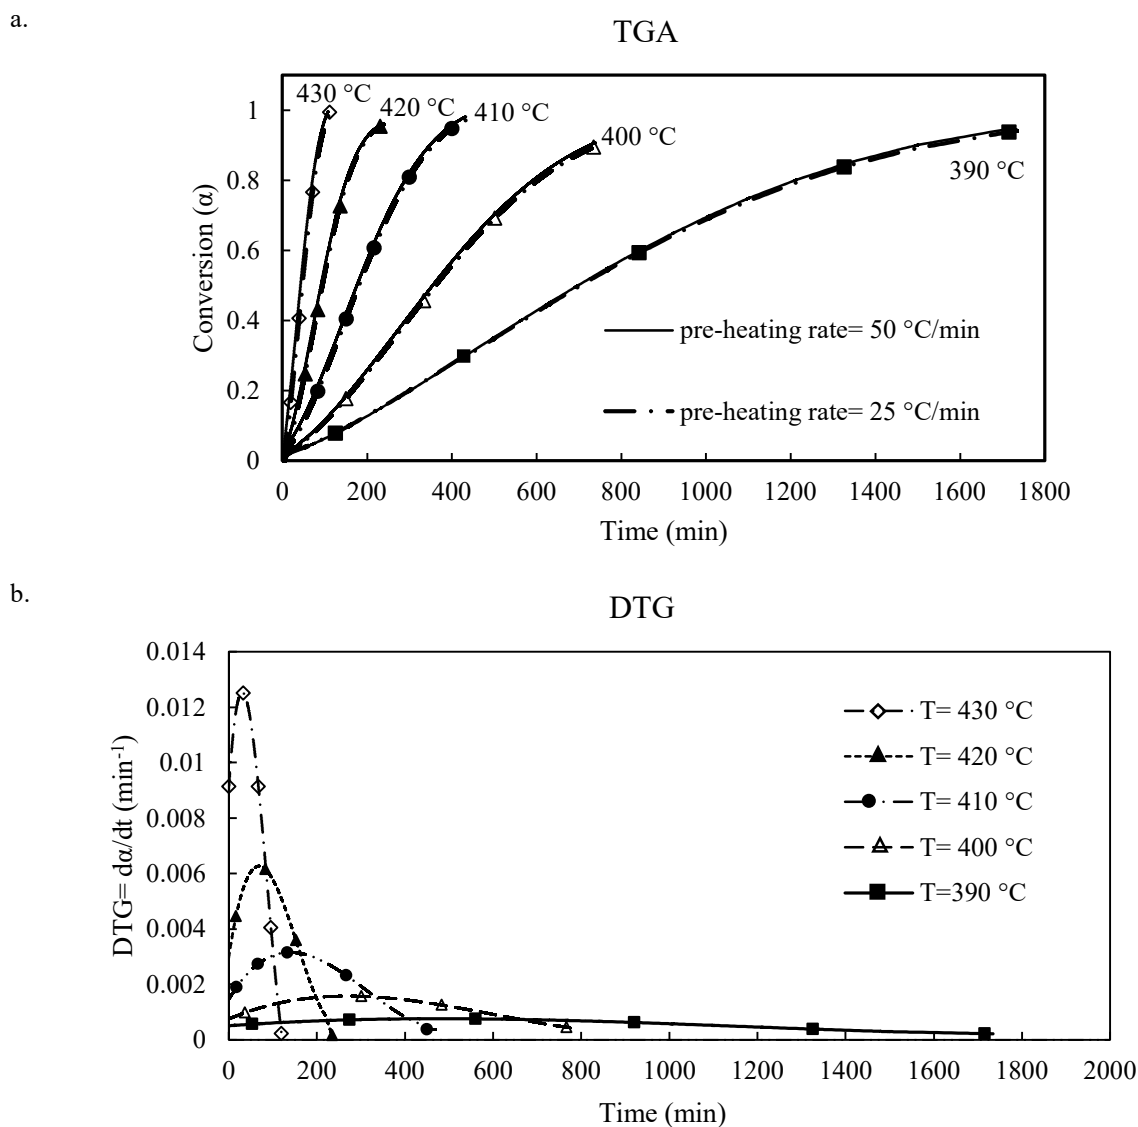 a.
TGA
430 °C
420 °C
410 °C
400 °C
390 °C
1
0.8
0.6
0.4
0.2
0
Conversion (α)
pre-heating rate= 50 °C/min
pre-heating rate= 25 °C/min
0 200 400 600 800 1000 1200 1400 1600 1800
Time (min)
b.
DTG
0.014
0.012
0.01
0.008
0.006
0.004
0.002
0
DTG= dα/dt (min⁻¹)
T= 430 °C
T= 420 °C
T= 410 °C
T= 400 °C
T=390 °C
0 200 400 600 800 1000 1200 1400 1600 1800 2000
Time (min)